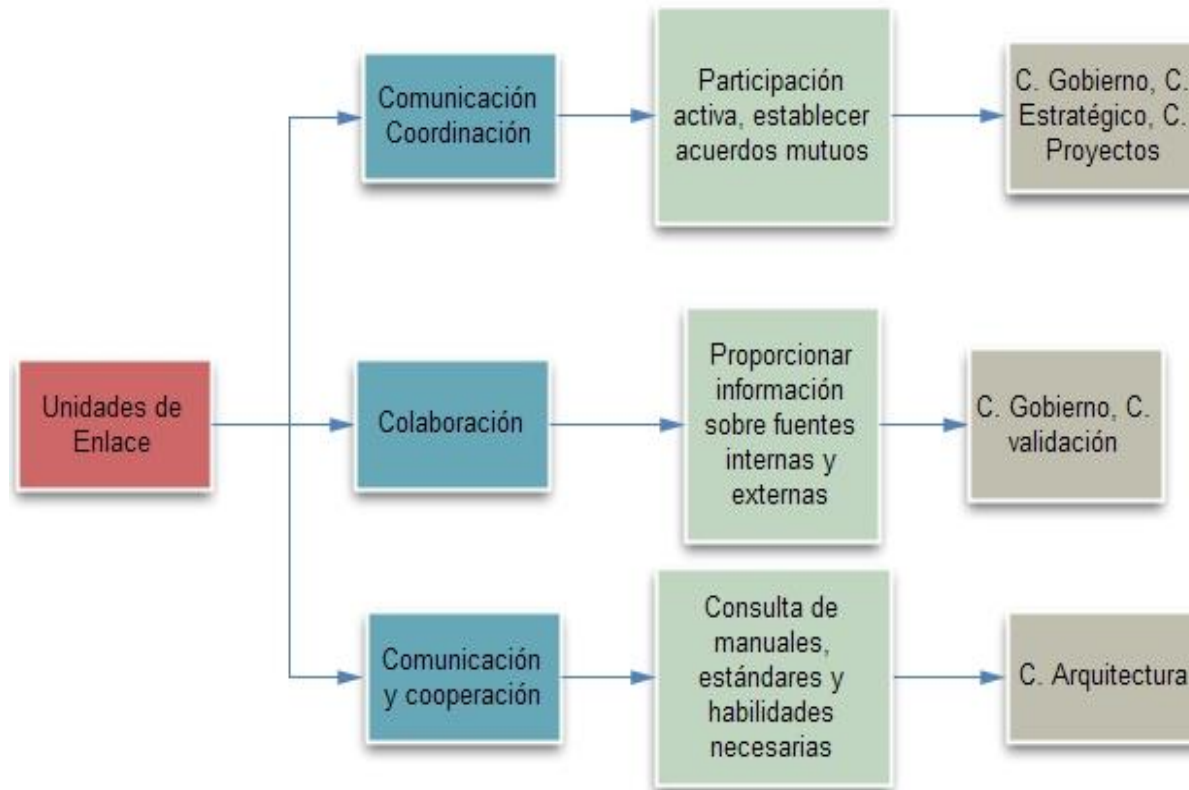 Comunicación
Coordinación
Participación
activa, establecer
acuerdos mutuos
C. Gobierno, C.
Estratégico, C.
Proyectos
Unidades de
Enlace
Colaboración
Proporcionar
información
sobre fuentes
internas y
externas
C. Gobierno, C.
validación
Comunicación
y cooperación
Consulta de
manuales,
estándares y
habilidades
necesarias
C. Arquitectura